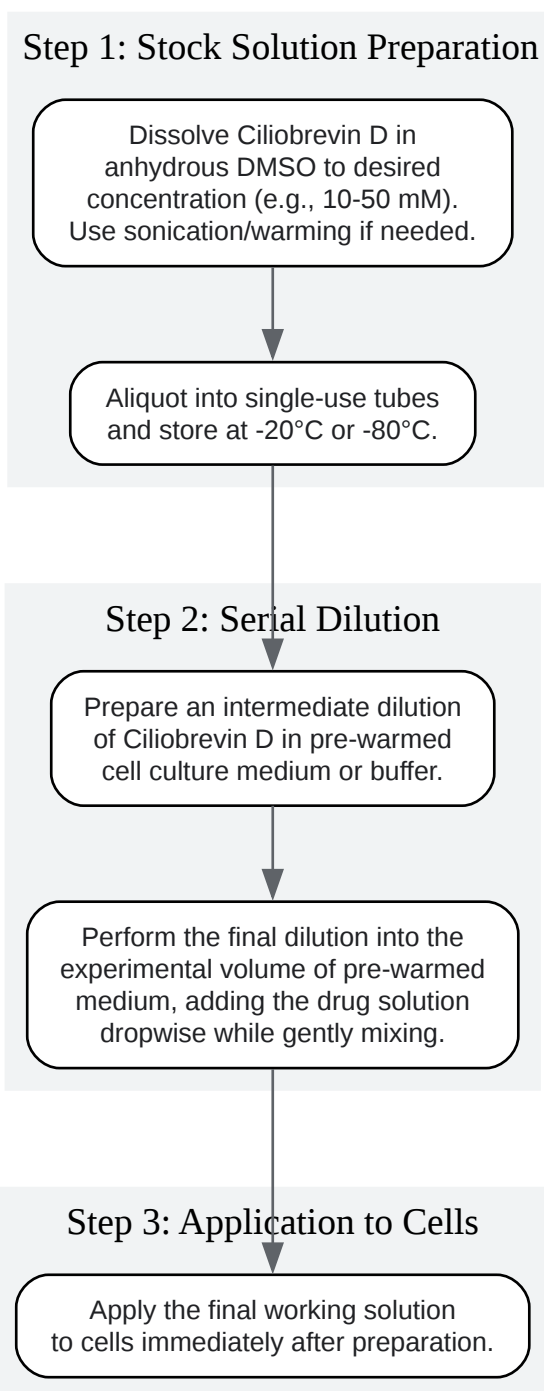 Step 1: Stock Solution Preparation
Dissolve Ciliobrevin D in
anhydrous DMSO to desired
concentration (e.g., 10-50 mM).
Use sonication/warming if needed.
Aliquot into single-use tubes
and store at -20°C or -80°C.
Step 2: Serial Dilution
Prepare an intermediate dilution
of Ciliobrevin D in pre-warmed
cell culture medium or buffer.
Perform the final dilution into the
experimental volume of pre-warmed
medium, adding the drug solution
dropwise while gently mixing.
Step 3: Application to Cells
Apply the final working solution
to cells immediately after preparation.